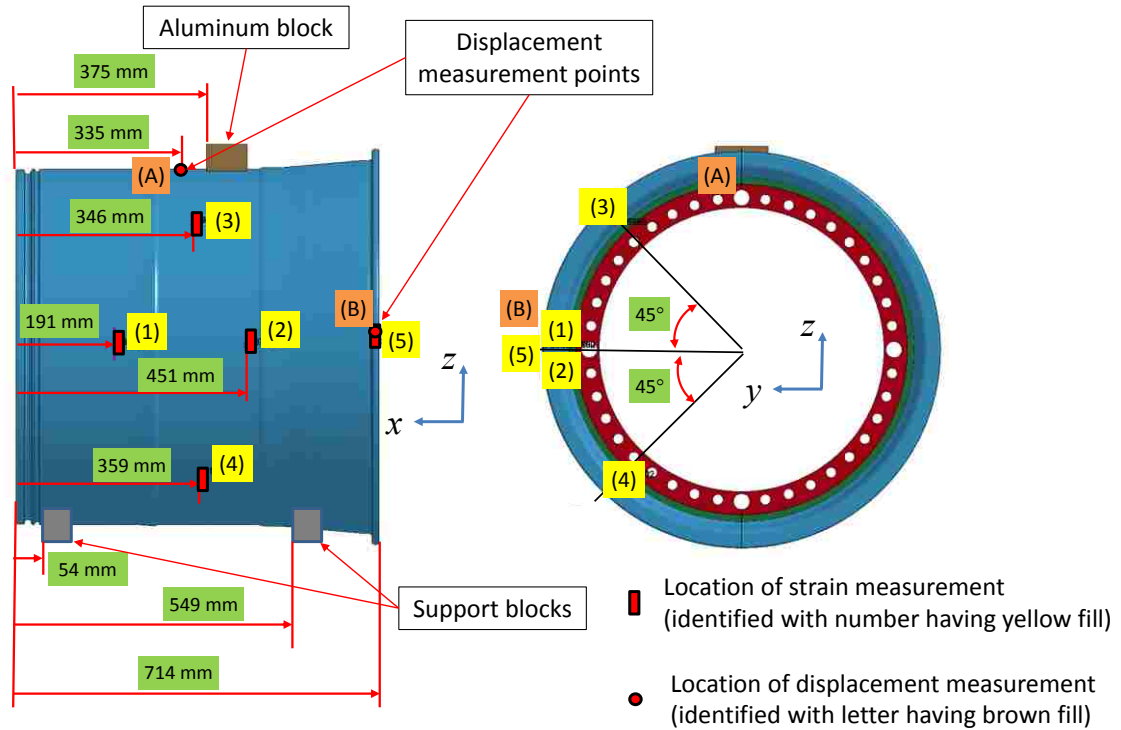 Aluminum block
Displacement
measurement points
375 mm
335 mm
(A)
346 mm
(3)
191 mm
(1)
(2)
(B)
(5)
451 mm
z
x
359 mm
(4)
54 mm
Support blocks
549 mm
714 mm
(A)
(3)
(B)
(1)
(5)
(2)
45°
45°
z
y
(4)
Location of strain measurement
(identified with number having yellow fill)
Location of displacement measurement
(identified with letter having brown fill)